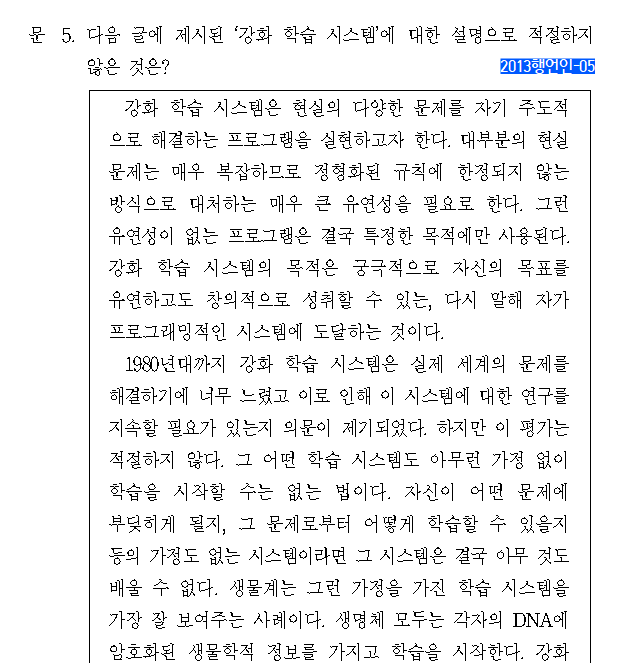 문 5. 다음 글에 제시된 ‘강화 학습 시스템’에 대한 설명으로 적절하지
않은 것은?
2013행언인-05
강화 학습 시스템은 현실의 다양한 문제를 자기 주도적
으로 해결하는 프로그램을 실현하고자 한다. 대부분의 현실
문제는 매우 복잡하므로 정형화된 규칙에 한정되지 않는
방식으로 대처하는 매우 큰 유연성을 필요로 한다. 그런
유연성이 없는 프로그램은 결국 특정한 목적에만 사용된다.
강화 학습 시스템의 목적은 궁극적으로 자신의 목표를
유연하고도 창의적으로 성취할 수 있는, 다시 말해 자가
프로그래밍적인 시스템에 도달하는 것이다.
1980년대까지 강화 학습 시스템은 실제 세계의 문제를
해결하기에 너무 느렸고 이로 인해 이 시스템에 대한 연구를
지속할 필요가 있는지 의문이 제기되었다. 하지만 이 평가는
적절하지 않다. 그 어떤 학습 시스템도 아무런 가정 없이
학습을 시작할 수는 없는 법이다. 자신이 어떤 문제에
부딪히게 될지, 그 문제로부터 어떻게 학습할 수 있을지
등의 가정도 없는 시스템이라면 그 시스템은 결국 아무 것도
배울 수 없다. 생물계는 그런 가정을 가진 학습 시스템을
가장 잘 보여주는 사례이다. 생명체 모두는 각자의 DNA에
암호화된 생물학적 정보를 가지고 학습을 시작한다. 강화